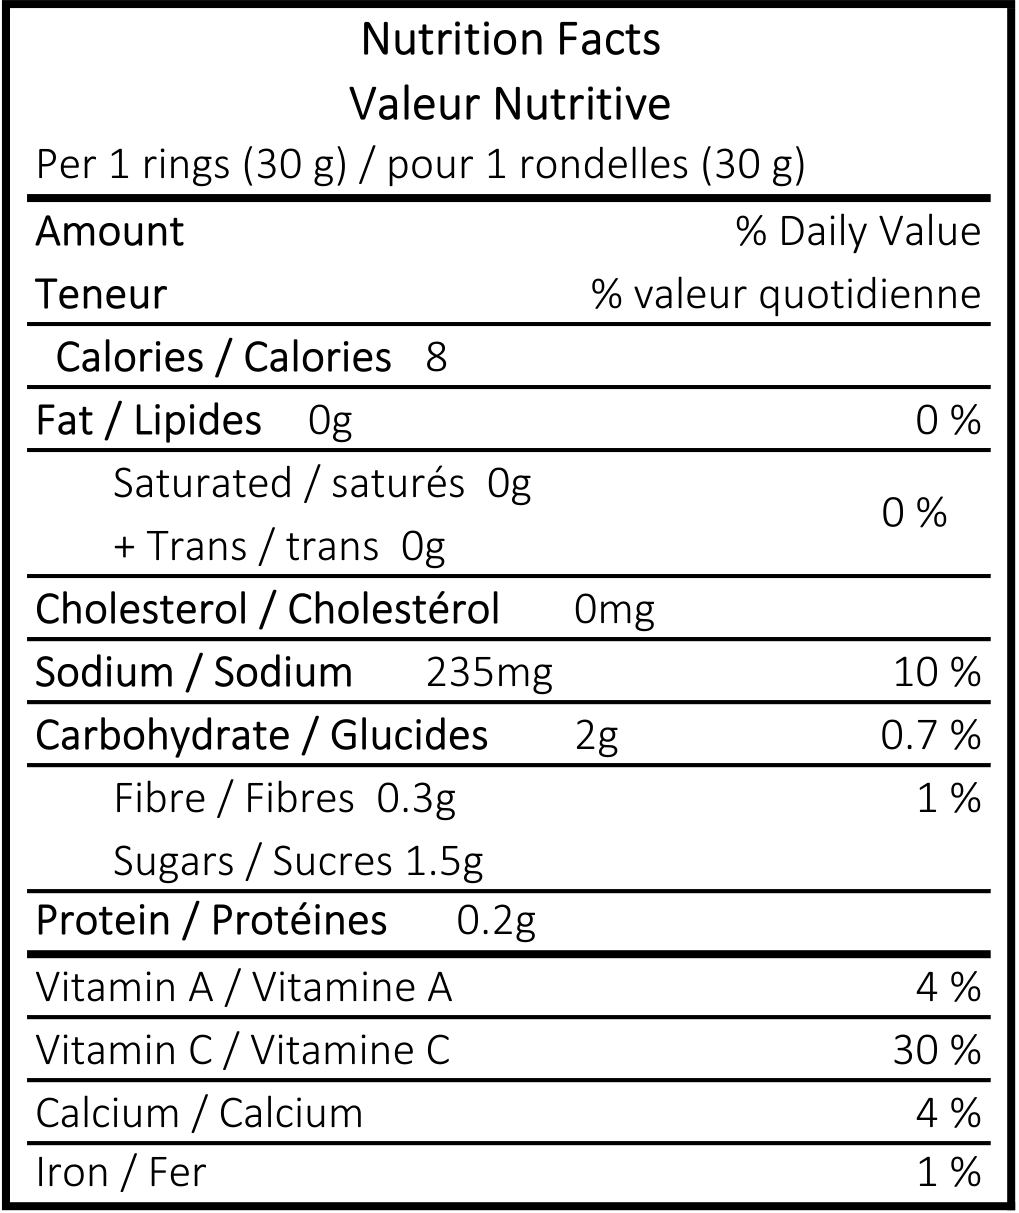 Nutrition Facts
Valeur Nutritive
Per 1 rings (30 g) / pour 1 rondelles (30 g)
Amount % Daily Value
Teneur % valeur quotidienne
Calories / Calories 8
Fat / Lipides 0g 0 %
Saturated / saturés 0g
0 %
+ Trans / trans 0g
Cholesterol / Cholestérol 0mg
Sodium / Sodium 235mg 10 %
Carbohydrate / Glucides 2g 0.7 %
Fibre / Fibres 0.3g 1 %
Sugars / Sucres 1.5g
Protein / Protéines 0.2g
Vitamin A / Vitamine A 4 %
Vitamin C / Vitamine C 30 %
Calcium / Calcium 4 %
Iron / Fer 1 %